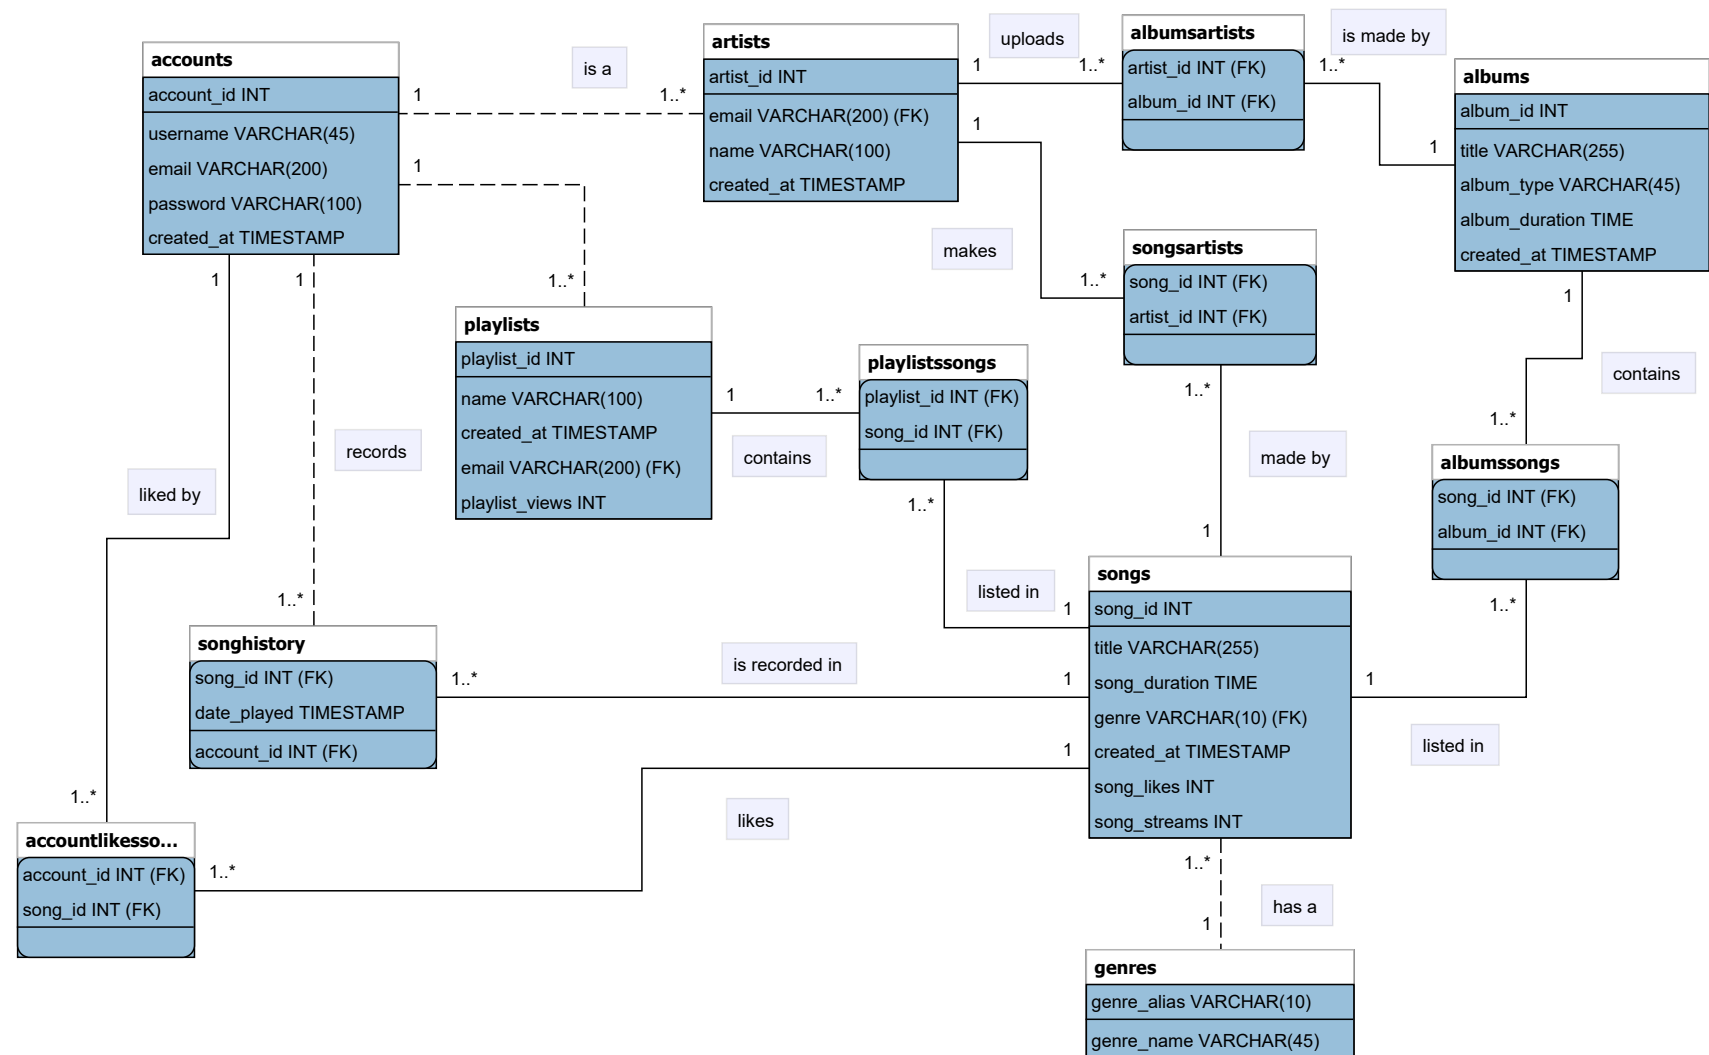 accounts
account_id INT
username VARCHAR(45)
email VARCHAR(200)
password VARCHAR(100)
created_at TIMESTAMP
is a
1
1..*
artists
artist_id INT
email VARCHAR(200) (FK)
name VARCHAR(100)
created_at TIMESTAMP
uploads
1
1..*
albumsartists
artist_id INT (FK)
album_id INT (FK)
is made by
1..*
1
albums
album_id INT
title VARCHAR(255)
album_type VARCHAR(45)
album_duration TIME
created_at TIMESTAMP
1
1..*
1
makes
1..*
songsartists
song_id INT (FK)
artist_id INT (FK)
1
1
playlists
playlist_id INT
name VARCHAR(100)
created_at TIMESTAMP
email VARCHAR(200) (FK)
playlist_views INT
1
1..*
contains
playlistssongs
playlist_id INT (FK)
song_id INT (FK)
1..*
listed in
1
1..*
made by
1
1
contains
1..*
albumssongs
song_id INT (FK)
album_id INT (FK)
1..*
listed in
1
liked by
records
1..*
songhistory
song_id INT (FK)
date_played TIMESTAMP
account_id INT (FK)
1..*
is recorded in
1
songs
song_id INT
title VARCHAR(255)
song_duration TIME
genre VARCHAR(10) (FK)
created_at TIMESTAMP
song_likes INT
song_streams INT
1..*
accountlikesso...
account_id INT (FK)
song_id INT (FK)
1..*
likes
1
1..*
has a
1
genres
genre_alias VARCHAR(10)
genre_name VARCHAR(45)